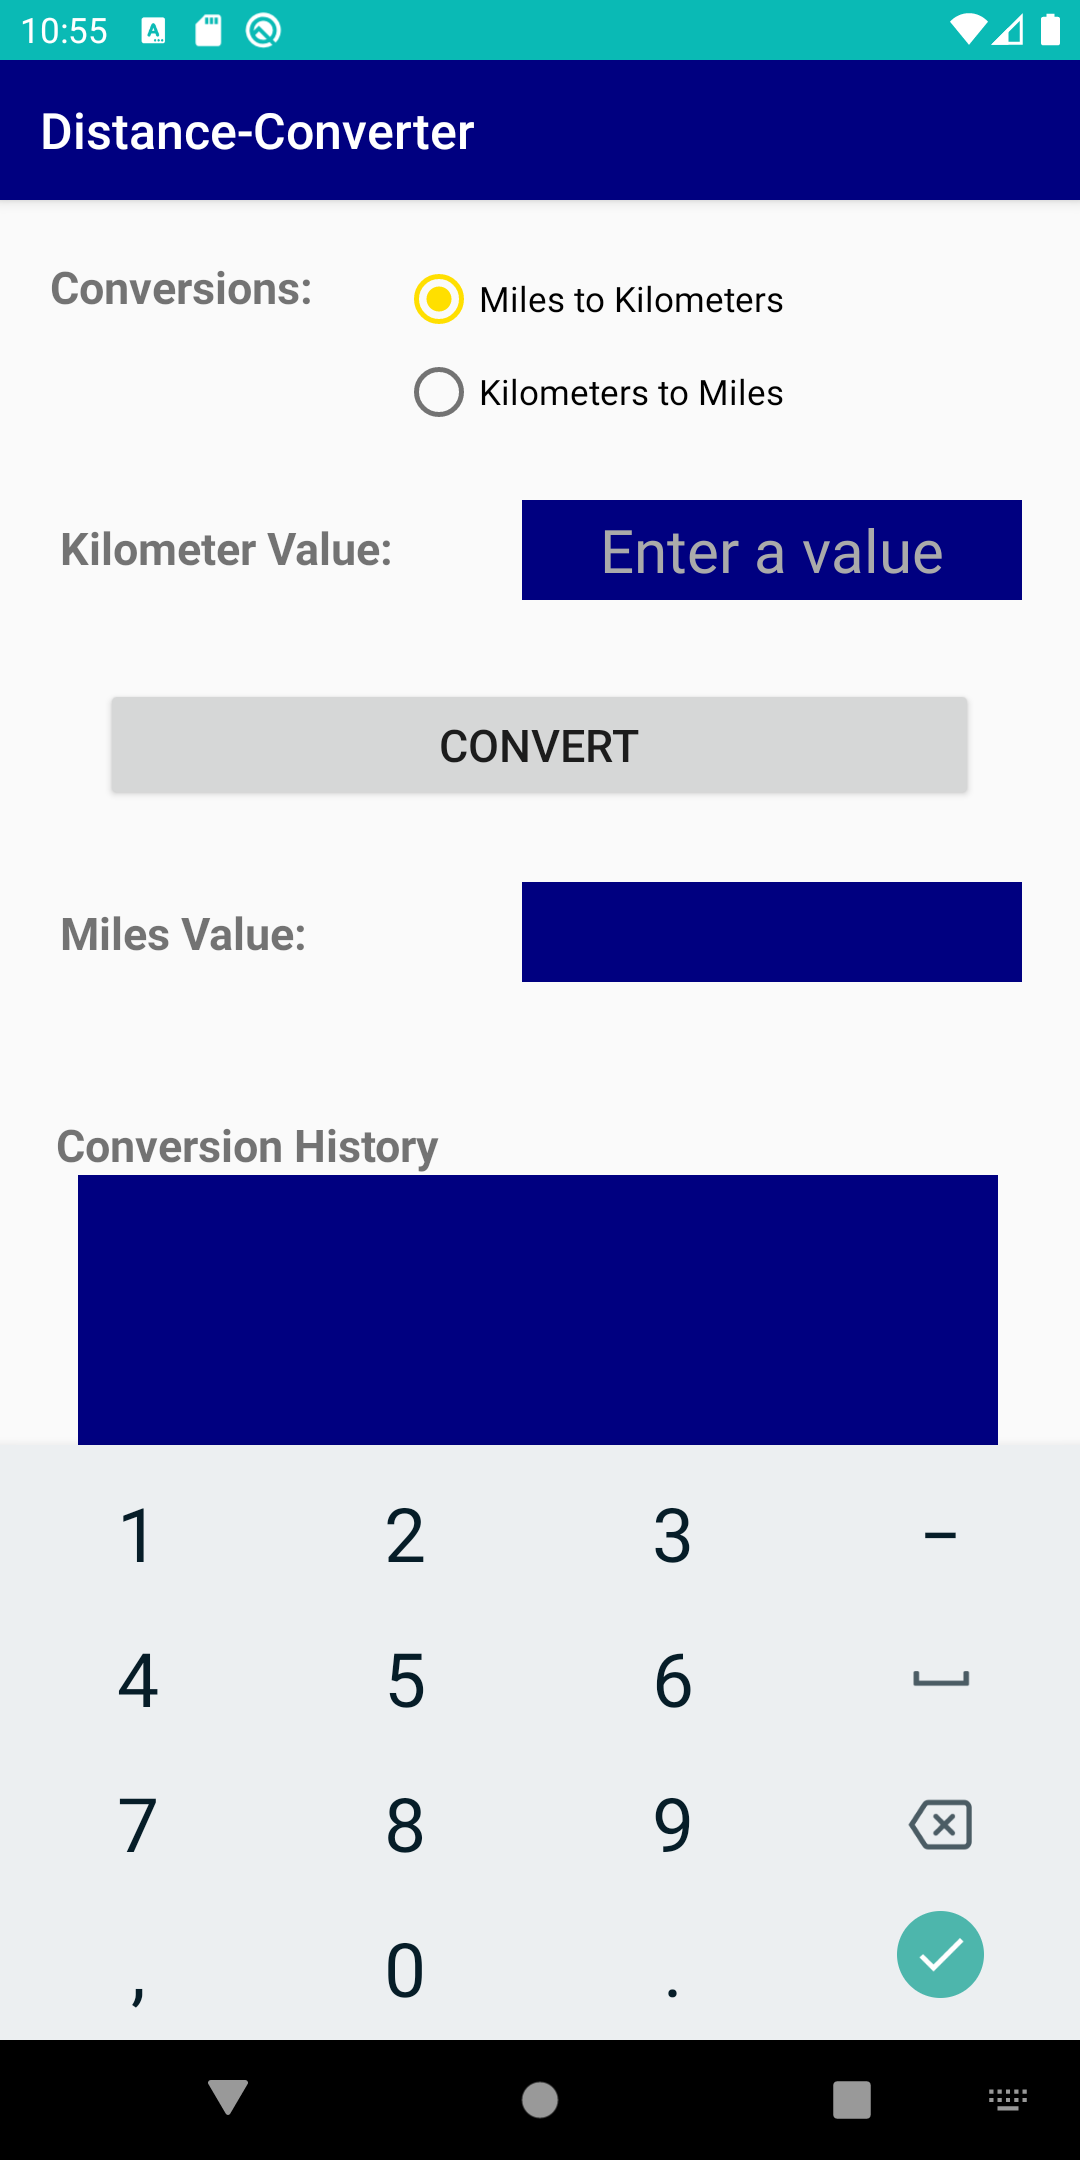 10:55
Distance-Converter
Conversions:
Miles to Kilometers
Kilometers to Miles
Kilometer Value:
Enter a value
CONVERT
Miles Value:
Conversion History
1 2 3 –
4 5 6
7 8 9
, 0 .